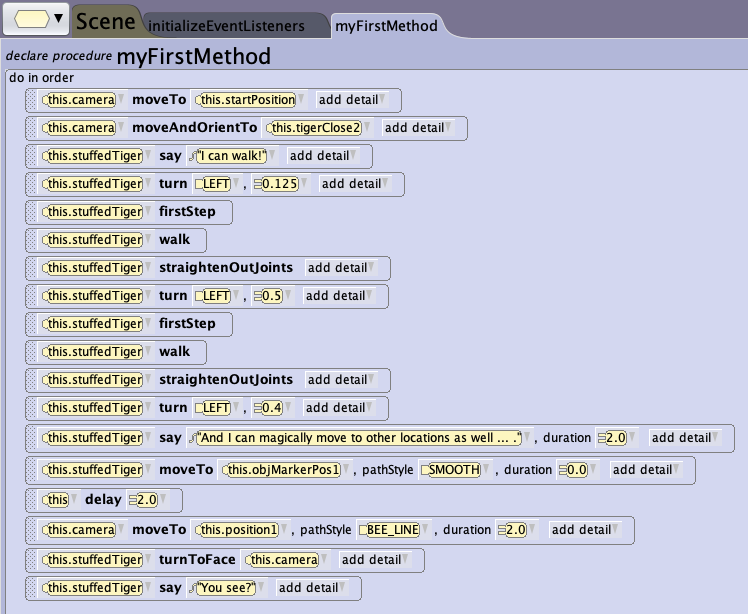 Scene initializeEventListeners myFirstMethod
declare procedure myFirstMethod
do in order
this.camera moveTo this.startPosition add detail
this.camera moveAndOrientTo this.tigerClose2 add detail
this.stuffedTiger say "I can walk!" add detail
this.stuffedTiger turn LEFT , 0.125 add detail
this.stuffedTiger firstStep
this.stuffedTiger walk
this.stuffedTiger straightenOutJoints add detail
this.stuffedTiger turn LEFT , 0.5 add detail
this.stuffedTiger firstStep
this.stuffedTiger walk
this.stuffedTiger straightenOutJoints add detail
this.stuffedTiger turn LEFT , 0.4 add detail
this.stuffedTiger say "And I can magically move to other locations as well ... ." , duration 2.0 add detail
this.stuffedTiger moveTo this.objMarkerPos1 , pathStyle SMOOTH , duration 0.0 add detail
this delay 2.0
this.camera moveTo this.position1 , pathStyle BEE_LINE , duration 2.0 add detail
this.stuffedTiger turnToFace this.camera add detail
this.stuffedTiger say "You see?" add detail